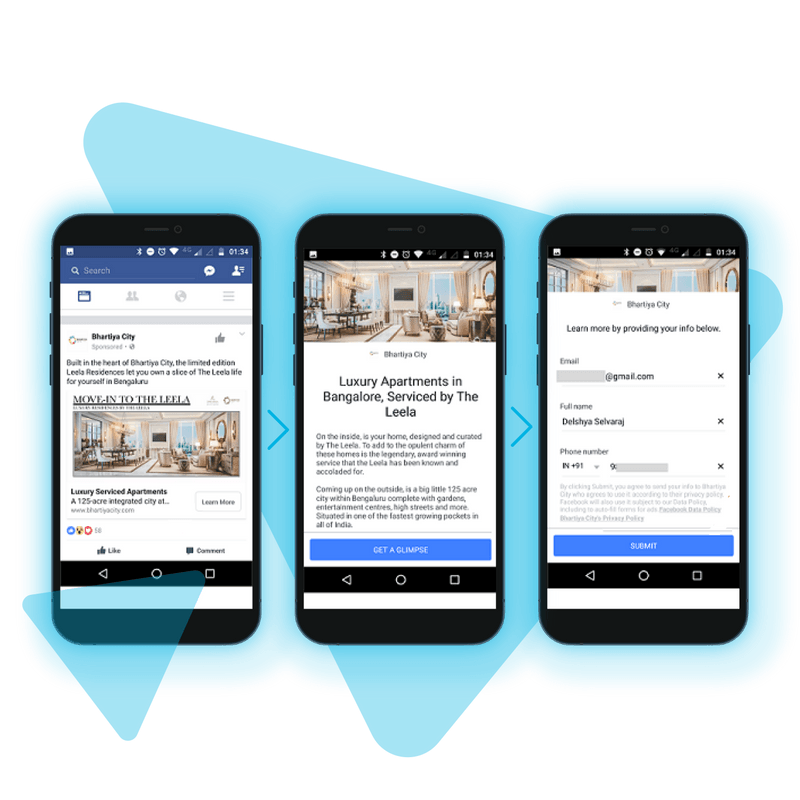 4G 01:34
Search
Bhartiya City
Sponsored
Built in the heart of Bhartiya City, the limited edition
Leela Residences let you own a slice of The Leela life
for yourself in Bengaluru
MOVE-IN TO THE LEELA
LUXURY RESIDENCES BY THE LEELA
Luxury Serviced Apartments
A 125-acre integrated city at...
www.bhartiyacity.com
Learn More
58
Like
Comment
4G 01:34
Bhartiya City
Luxury Apartments in
Bangalore, Serviced by The
Leela
On the inside, is your home, designed and curated
by The Leela. To add to the opulent charm of
these homes is the legendary, award winning
service that the Leela has been known and
accoladed for.
Coming up on the outside, is a big little 125 acre
city within Bengaluru complete with gardens,
entertainment centres, high streets and more.
Situated in one of the fastest growing pockets in
all of India.
GET A GLIMPSE
4G 01:34
Bhartiya City
Learn more by providing your info below.
Email
@gmail.com
Full name
Delshya Selvaraj
Phone number
IN +91
By clicking Submit, you agree to send your info to Bhartiya
City who agrees to use it according to their privacy policy.
Facebook will also use it subject to our Data Policy,
including to auto-fill forms for ads. Facebook Data Policy
Bhartiya City's Privacy Policy
SUBMIT